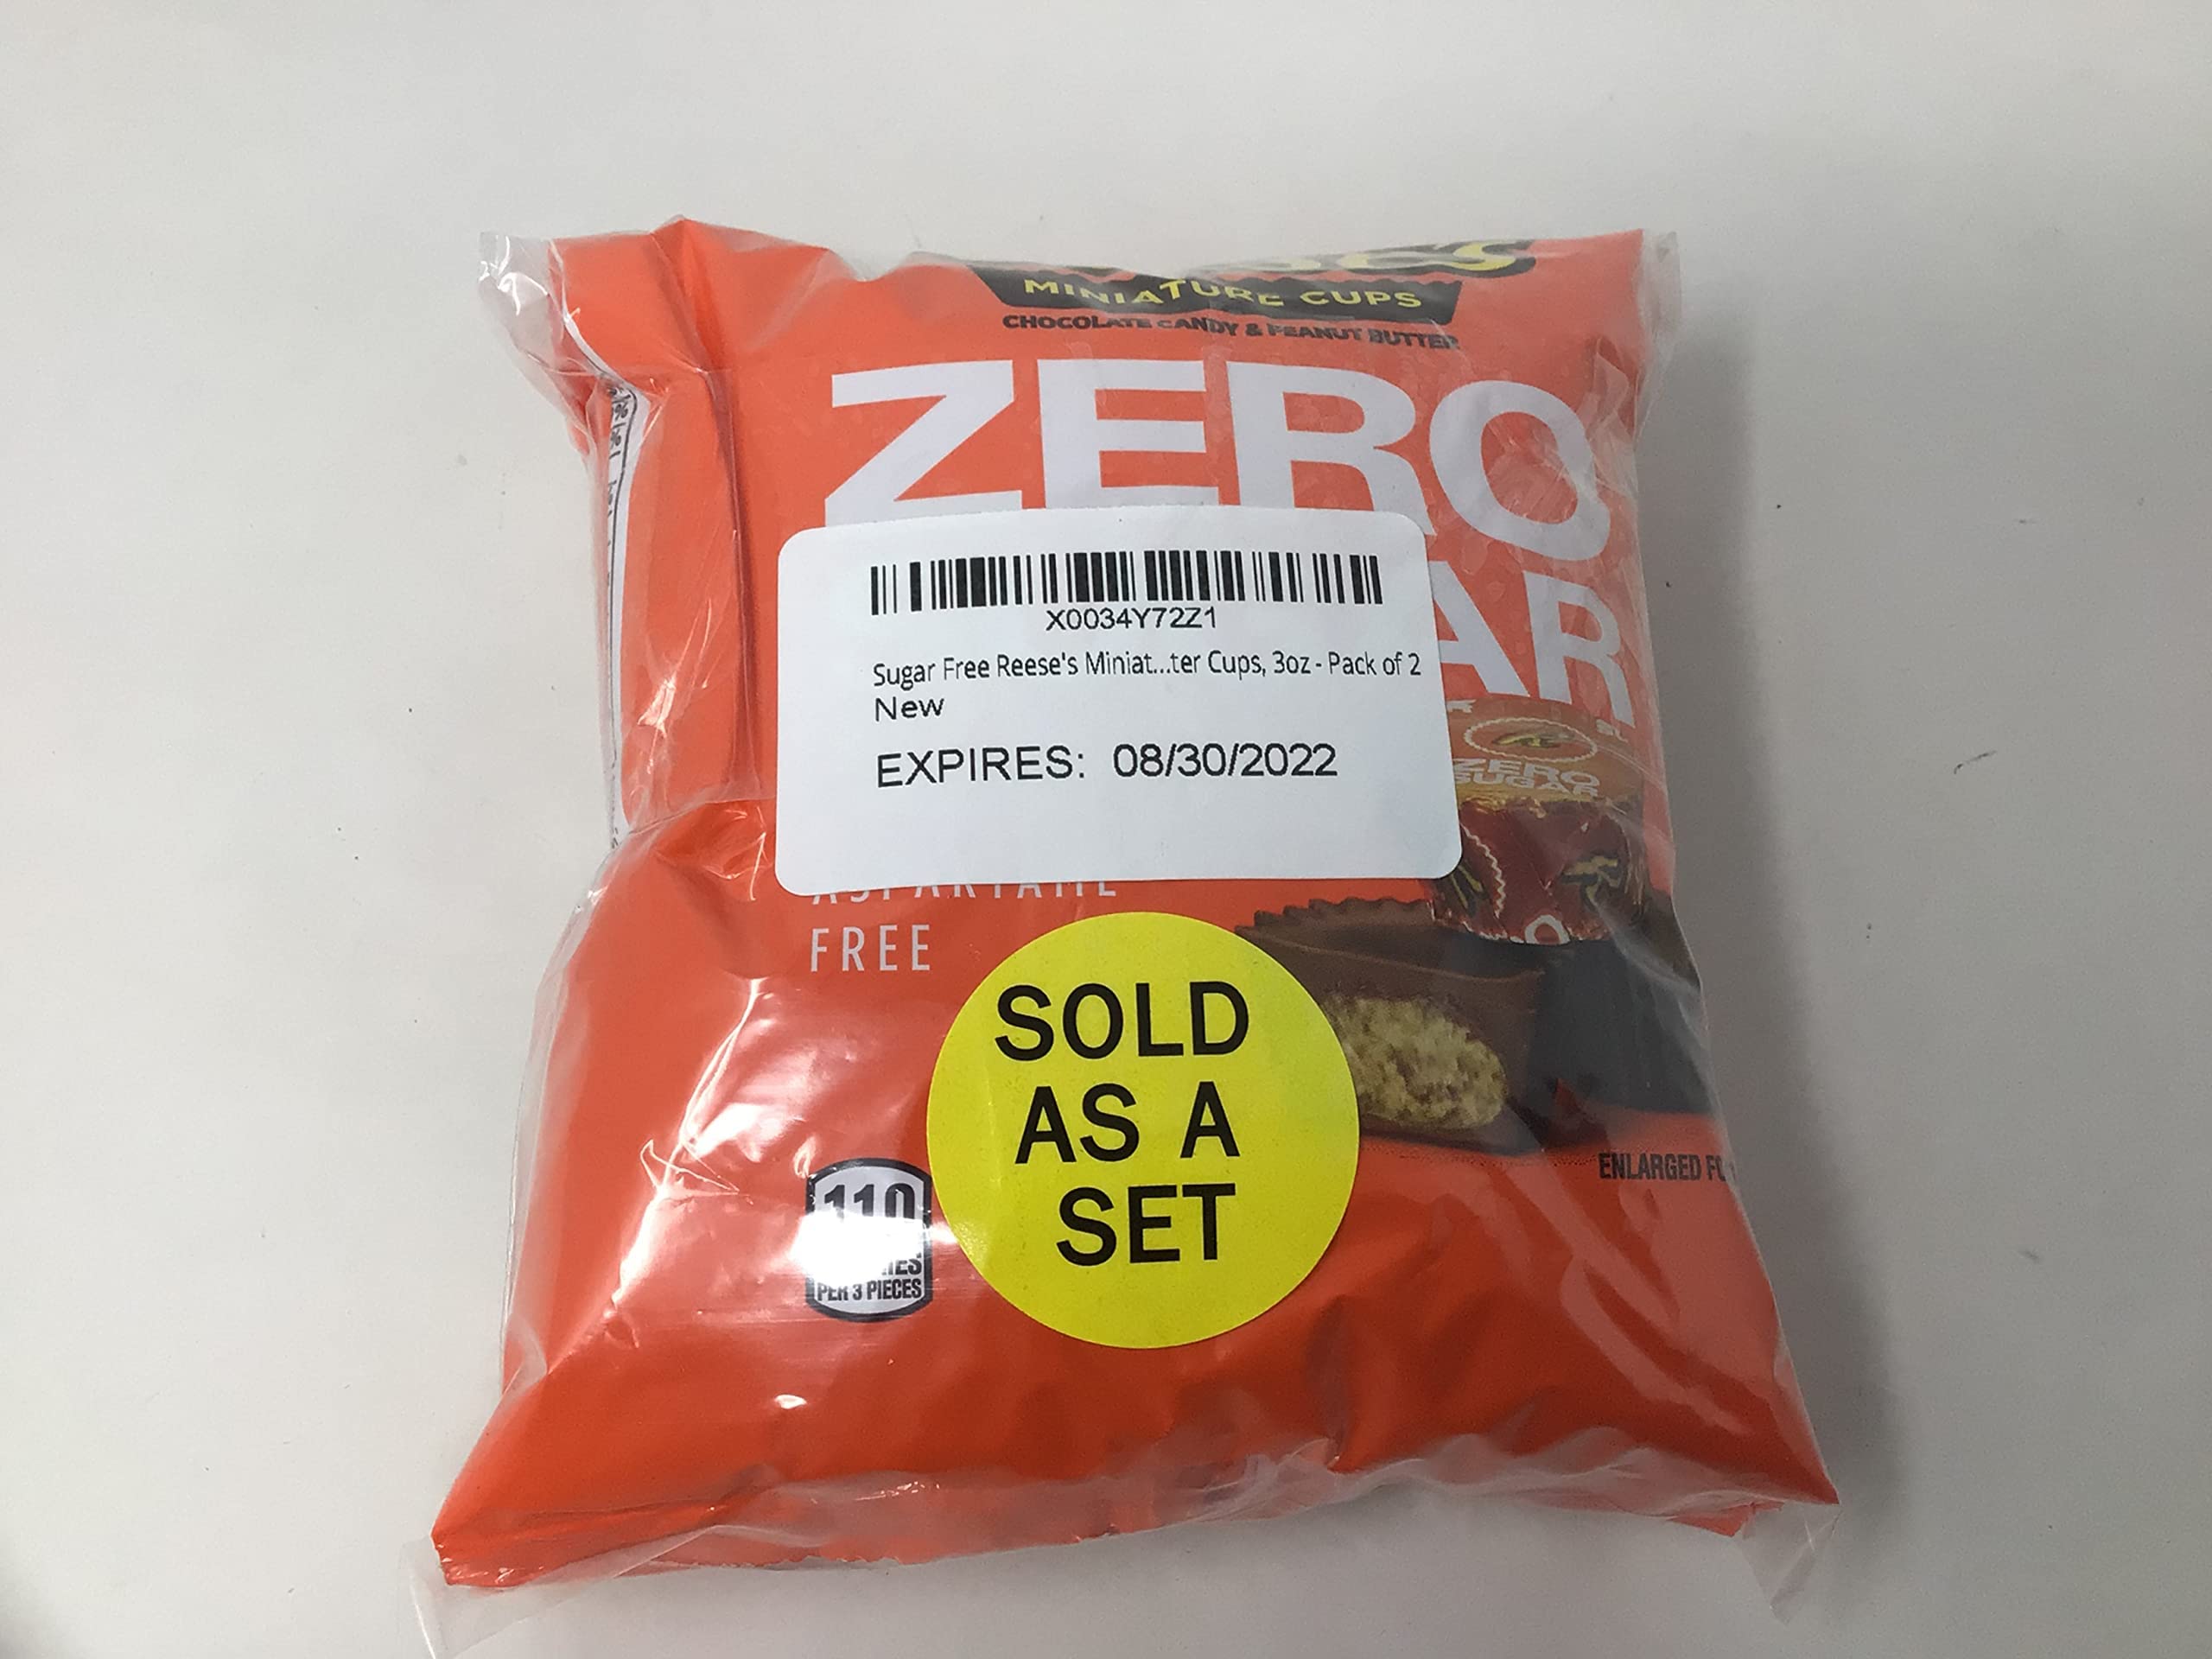 MINIATURE CUPS
CHOCOLATE CANDY & PEANUT BUTTER
ZERO
X0034Y72Z1
Sugar Free Reese's Miniat...ter Cups, 3oz - Pack of 2
New
EXPIRES: 08/30/2022
ZERO
SUGAR
ASPARTAME
FREE
SOLD
AS A
SET
110
PER 3 PIECES
ENLARGED